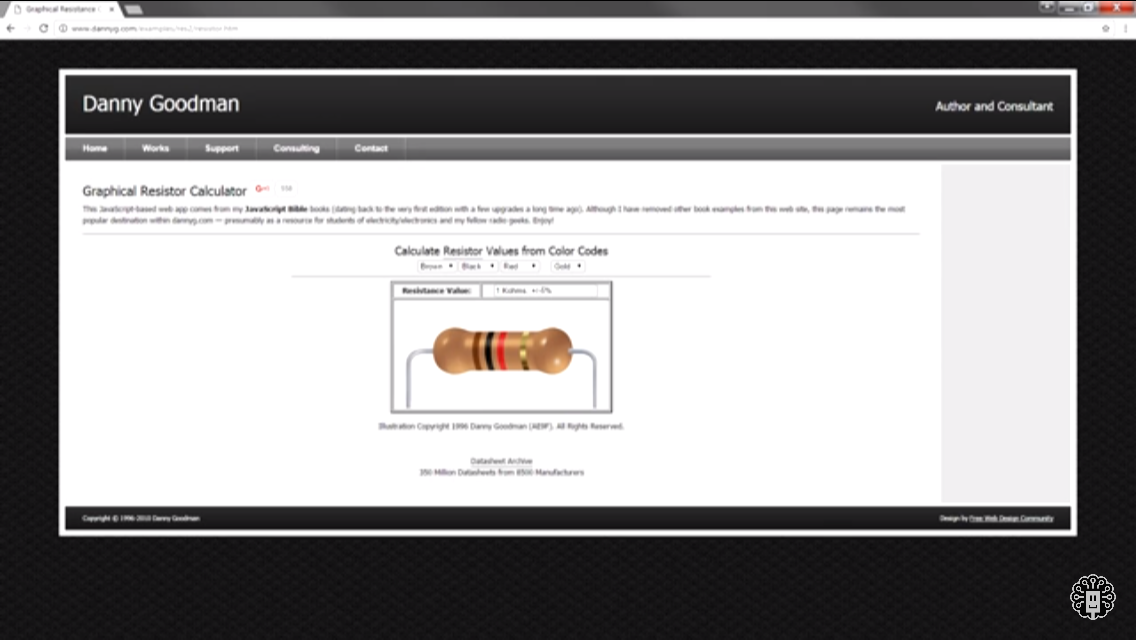 Graphical Resistance C
www.dannyg.com/examples/res2/resistor.htm
Danny Goodman
Author and Consultant
Home Works Support Consulting Contact
Graphical Resistor Calculator
This JavaScript-based web app comes from my JavaScript Bible books (dating back to the very first edition with a few upgrades a long time ago). Although I have removed other book examples from this web site, this page remains the most
popular destination within dannyg.com — presumably as a resource for students of electricity/electronics and my fellow radio geeks. Enjoy!
Calculate Resistor Values from Color Codes
Brown Black Red Gold
Resistance Value: 1 Kohms, +/-5%
Illustration Copyright 1996 Danny Goodman (AE9F). All Rights Reserved.
Datasheet Archive
350 Million Datasheets from 8500 Manufacturers
Copyright © 1996-2010 Danny Goodman
Design by Free Web Design Community